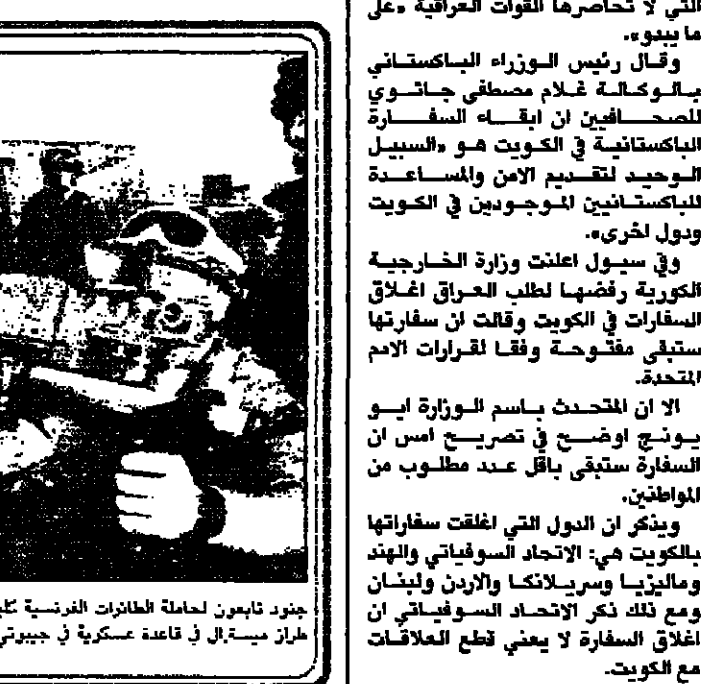 التي لا تحاصرها القوات العراقية «على
ما يبدو».
وقال رئيس الوزراء الباكستاني
بالوكالة غلام مصطفى جاتوي
للصحافيين ان ابقاء السفارة
الباكستانية في الكويت هو «السبيل
الوحيد لتقديم الامن والمساعدة
للباكستانيين الموجودين في الكويت
ودول اخرى».
وفي سيول اعلنت وزارة الخارجية
الكورية رفضها لطلب العراق اغلاق
السفارات في الكويت وقالت ان سفارتها
ستبقى مفتوحة وفقا لقرارات الامم
المتحدة.
الا ان المتحدث باسم الوزارة ايو
يونج اوضح في تصريح امس ان
السفارة ستبقى باقل عدد مطلوب من
المواطنين.
ويذكر ان الدول التي اغلقت سفاراتها
بالكويت هي: الاتحاد السوفياتي والهند
وماليزيا وسريلانكا والاردن ولبنان
ومع ذلك ذكر الاتحاد السوفياتي ان
اغلاق السفارة لا يعني قطع العلاقات
مع الكويت.
جنود تابعون لحاملة الطائرات الفرنسية
طراز ميسترال في قاعدة عسكرية في جيبوتي